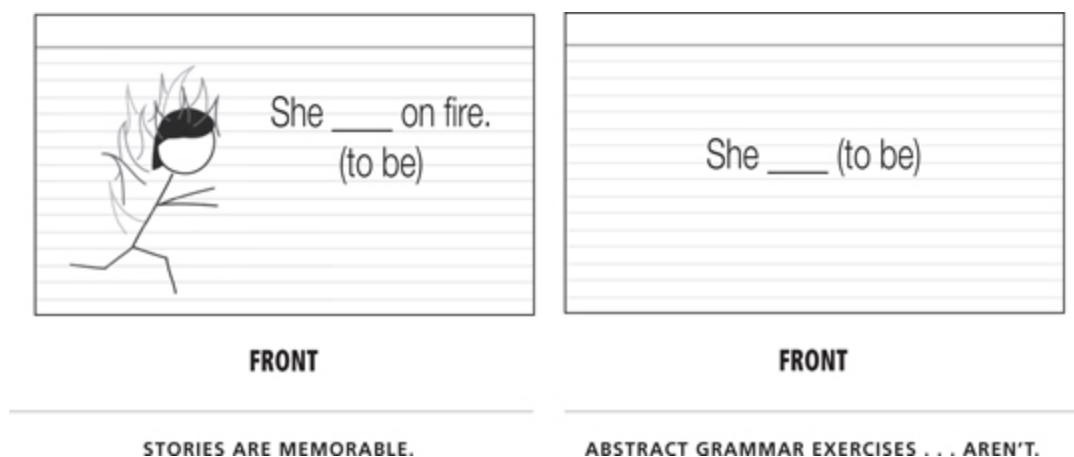 She ____ on fire.
(to be)
FRONT
STORIES ARE MEMORABLE.
She ____ (to be)
FRONT
ABSTRACT GRAMMAR EXERCISES . . . AREN'T.